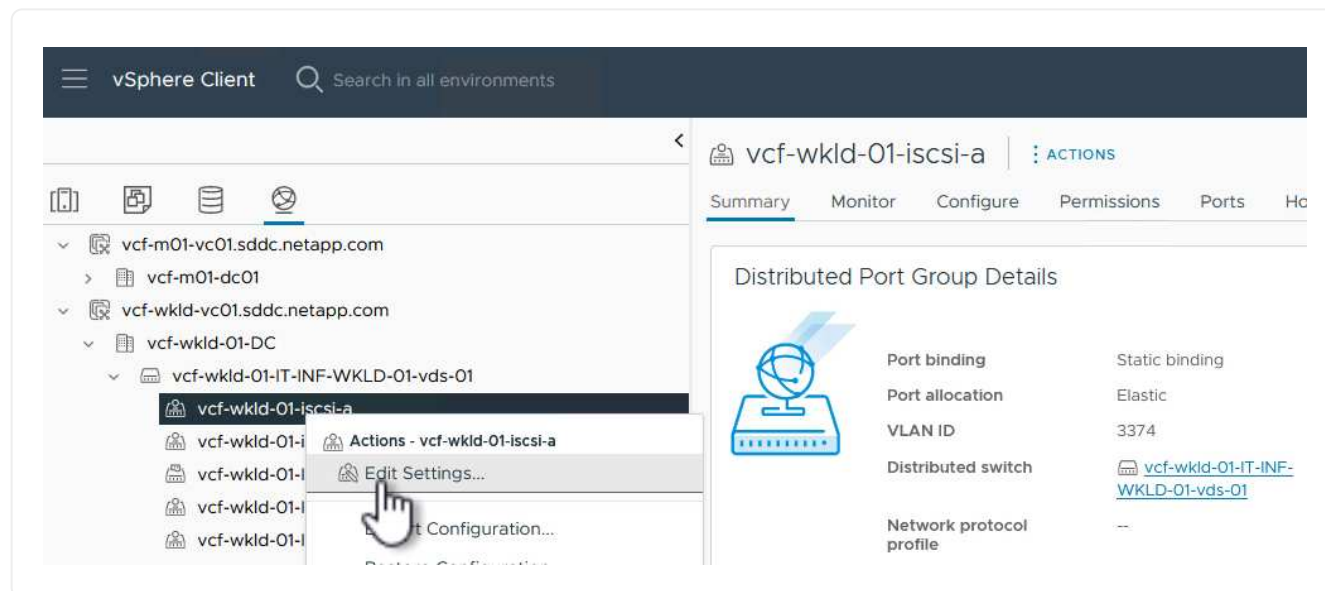 vSphere Client
Search in all environments
vcf-m01-vc01.sddc.netapp.com
vcf-m01-dc01
vcf-wkld-vc01.sddc.netapp.com
vcf-wkld-01-DC
vcf-wkld-01-IT-INF-WKLD-01-vds-01
vcf-wkld-01-iscsi-a
vcf-wkld-01-i
vcf-wkld-01-I
vcf-wkld-01-I
vcf-wkld-01-I
Actions - vcf-wkld-01-iscsi-a
Edit Settings...
Configuration...
vcf-wkld-01-iscsi-a
ACTIONS
Summary Monitor Configure Permissions Ports Ho
Distributed Port Group Details
Port binding Static binding
Port allocation Elastic
VLAN ID 3374
Distributed switch vcf-wkld-01-IT-INF-
WKLD-01-vds-01
Network protocol --
profile